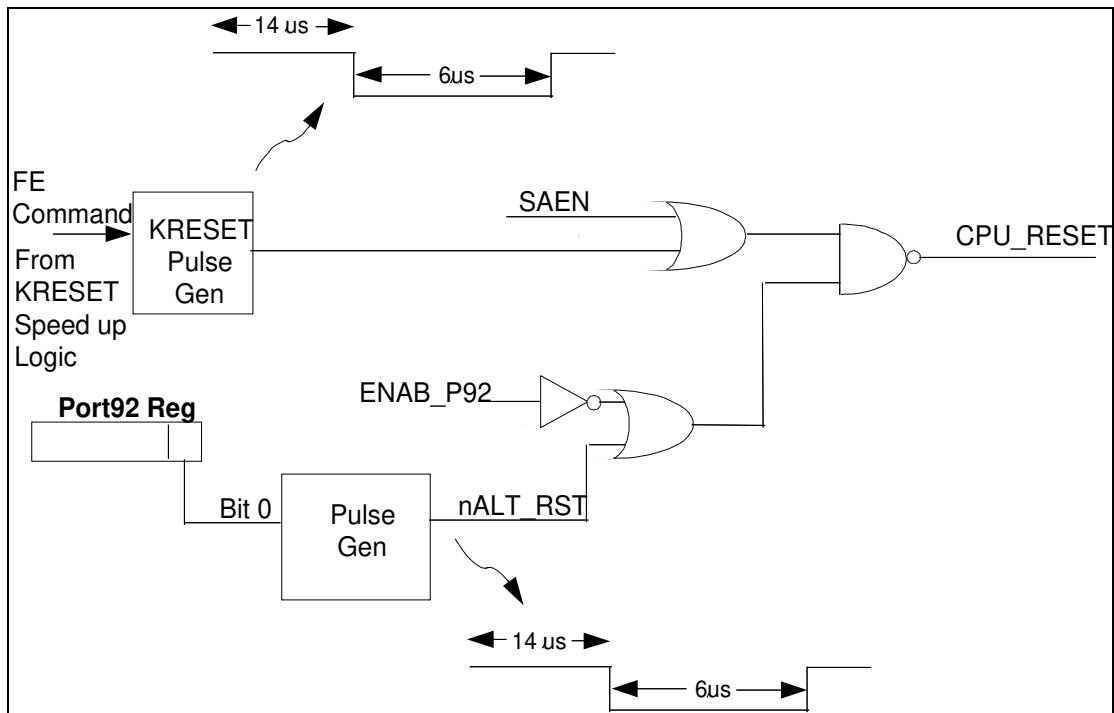 14 us
6us
FE
Command
From
KRESET
Speed up
Logic
KRESET
Pulse
Gen
SAEN
CPU_RESET
ENAB_P92
Port92 Reg
Bit 0
Pulse
Gen
nALT_RST
14 us
6us